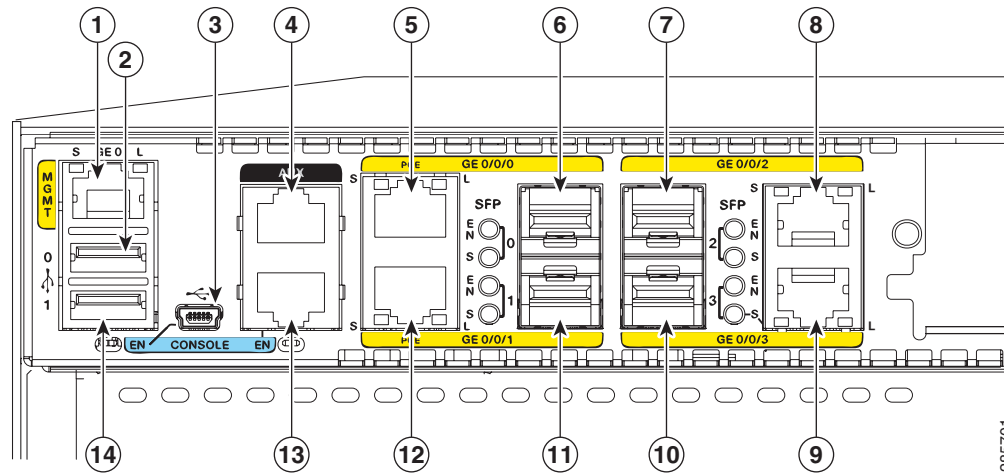 1 3 4 5 6 7 8
2
S GE 0 L
PoE GE 0/0/0
GE 0/0/2
MGMT
AUX
S L
SFP
SFP
S L
EN
EN
0
0
S
2
S
EN
EN
1
1
S
3
S
S L
S L
EN CONSOLE EN
PoE GE 0/0/1
GE 0/0/3
14 13 12 11 10 9